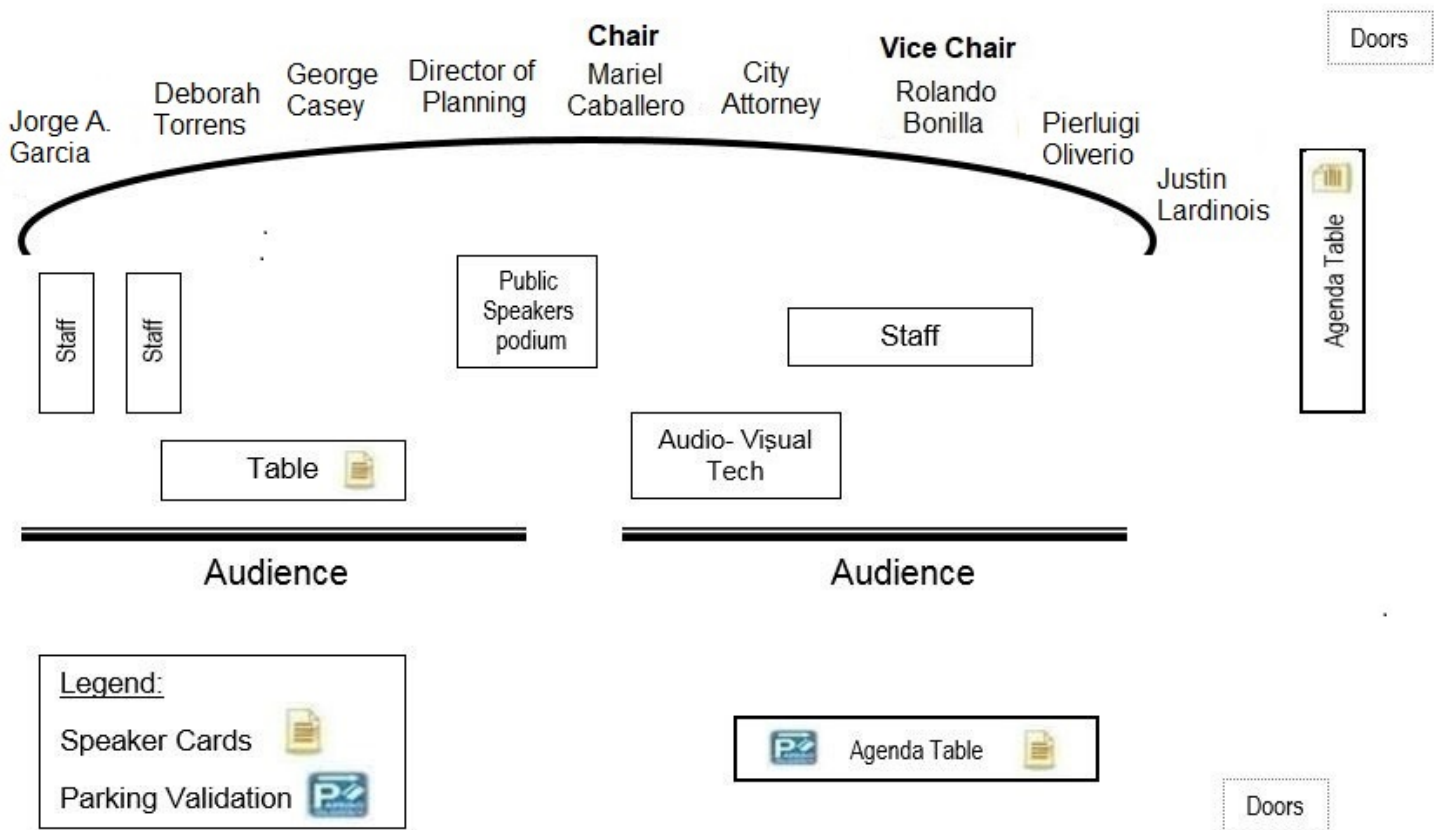 Chair
Vice Chair
Doors
Jorge A.
Garcia
Deborah
Torrens
George
Casey
Director of
Planning
Mariel
Caballero
City
Attorney
Rolando
Bonilla
Pierluigi
Oliverio
Justin
Lardinois
Agenda Table
Staff
Staff
Public
Speakers
podium
Staff
Table
Audio- Visual
Tech
Audience
Audience
Legend:
Speaker Cards
Parking Validation
Agenda Table
Doors